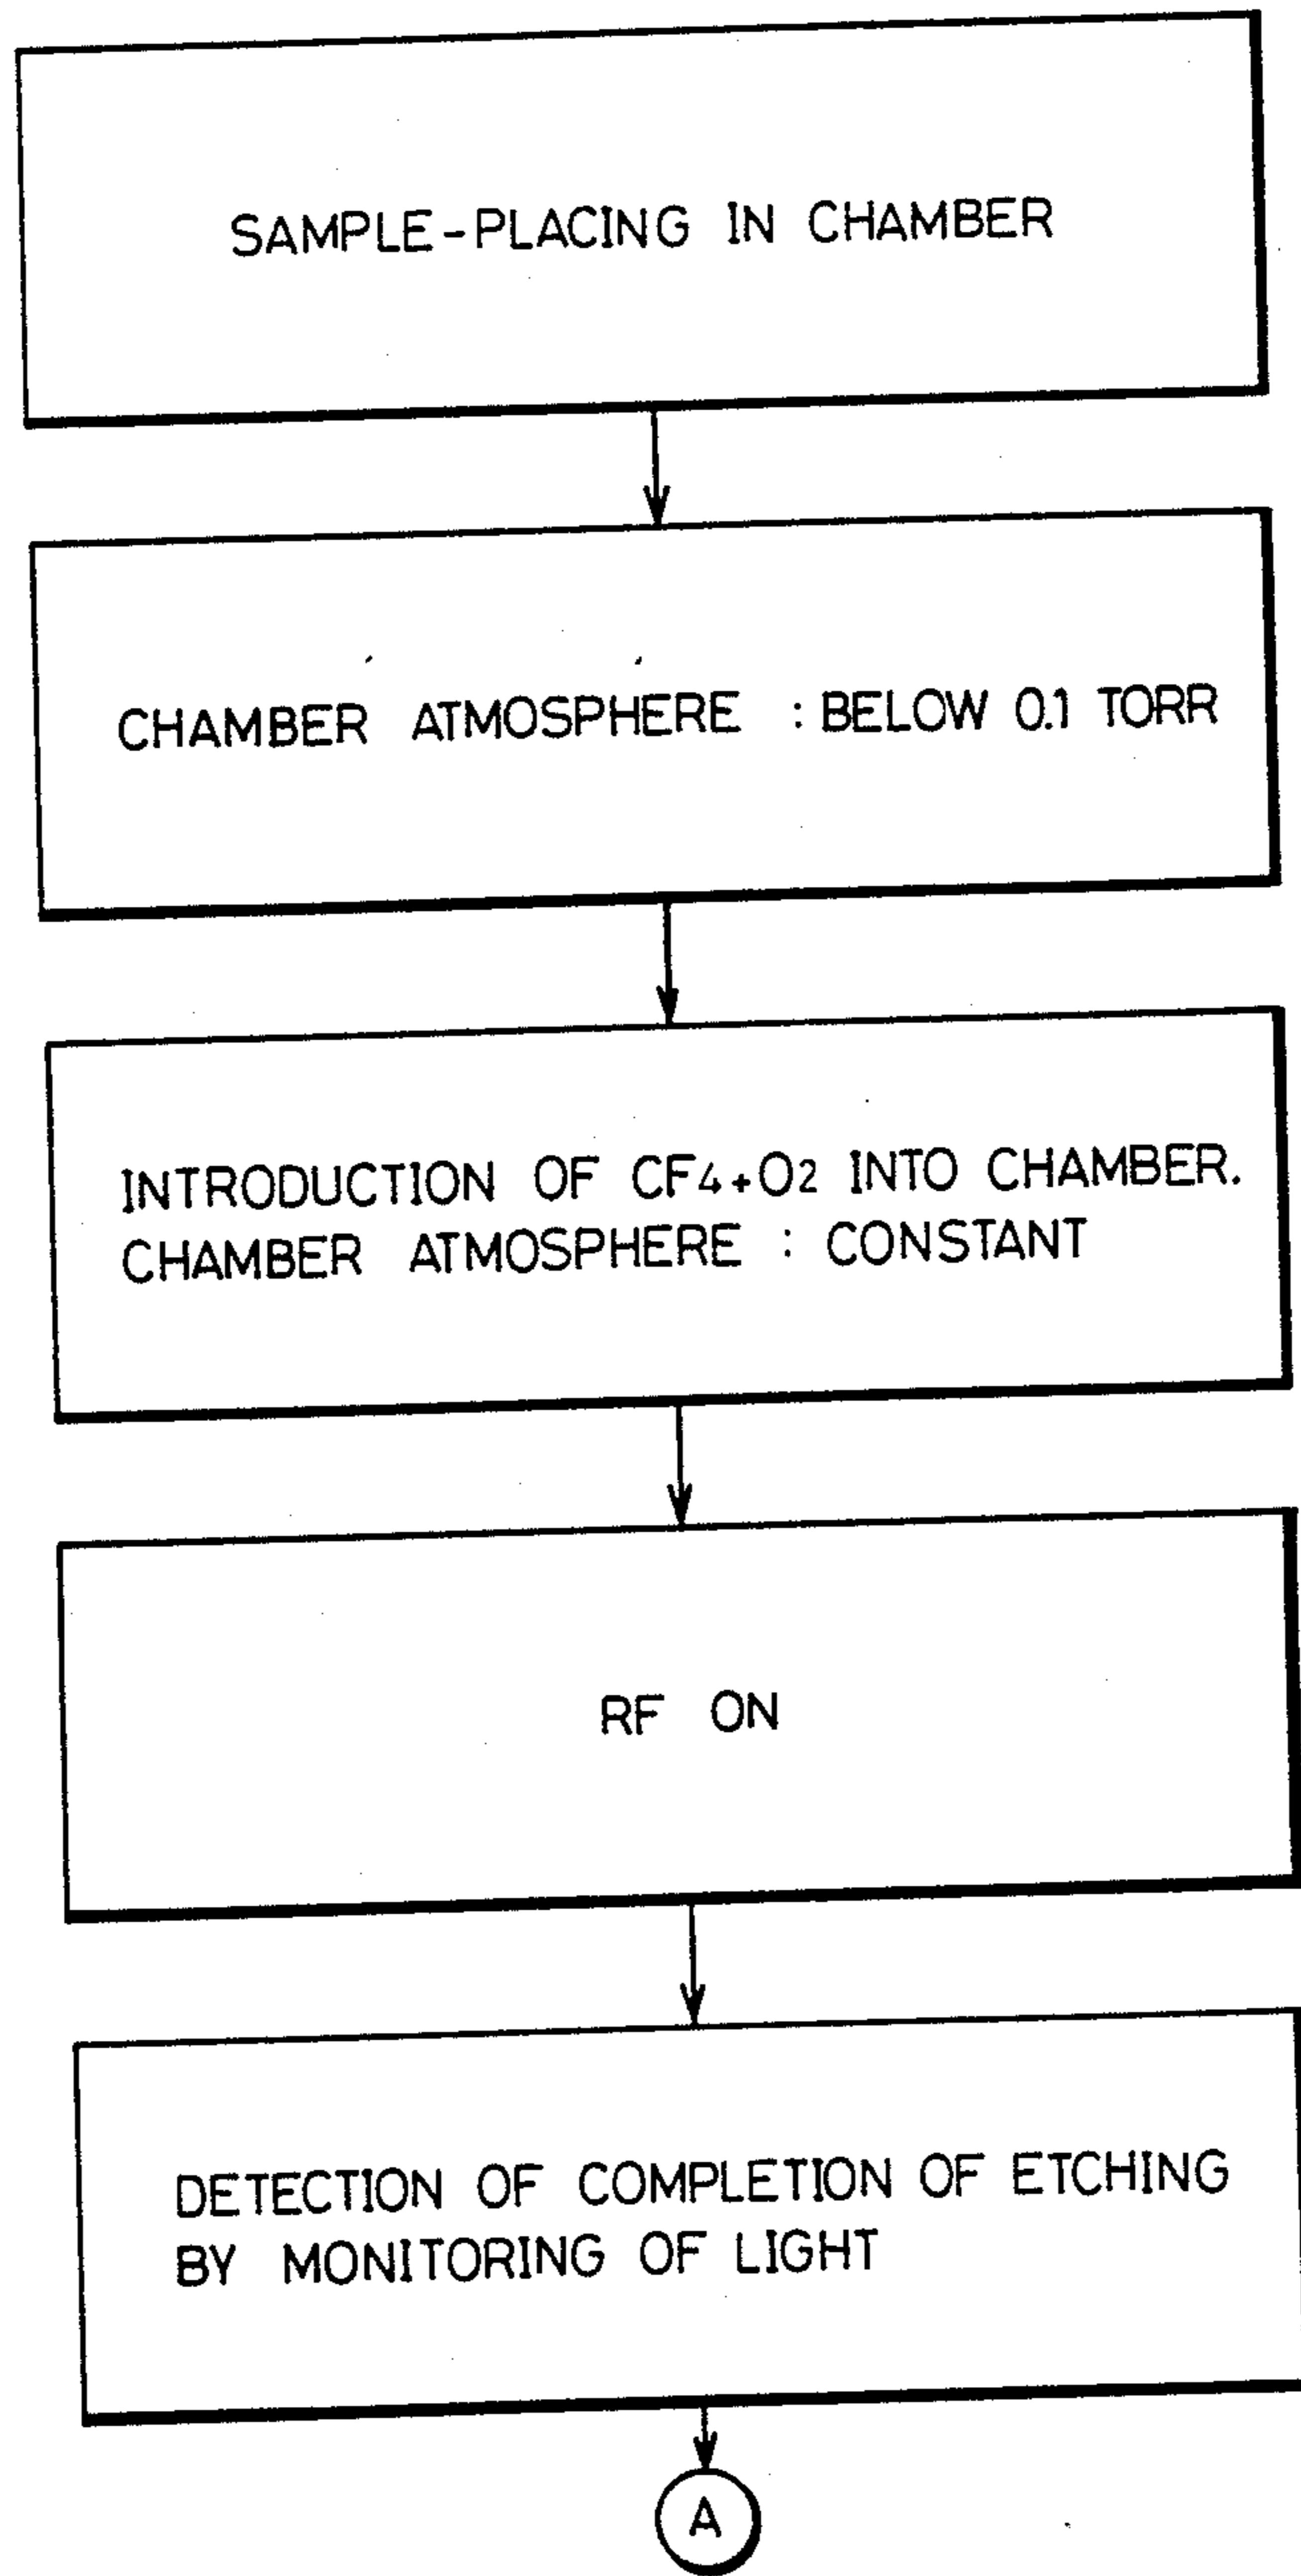 SAMPLE-PLACING IN CHAMBER
CHAMBER ATMOSPHERE : BELOW 0.1 TORR
INTRODUCTION OF CF4+O2 INTO CHAMBER.
CHAMBER ATMOSPHERE : CONSTANT
RF ON
DETECTION OF COMPLETION OF ETCHING
BY MONITORING OF LIGHT
A